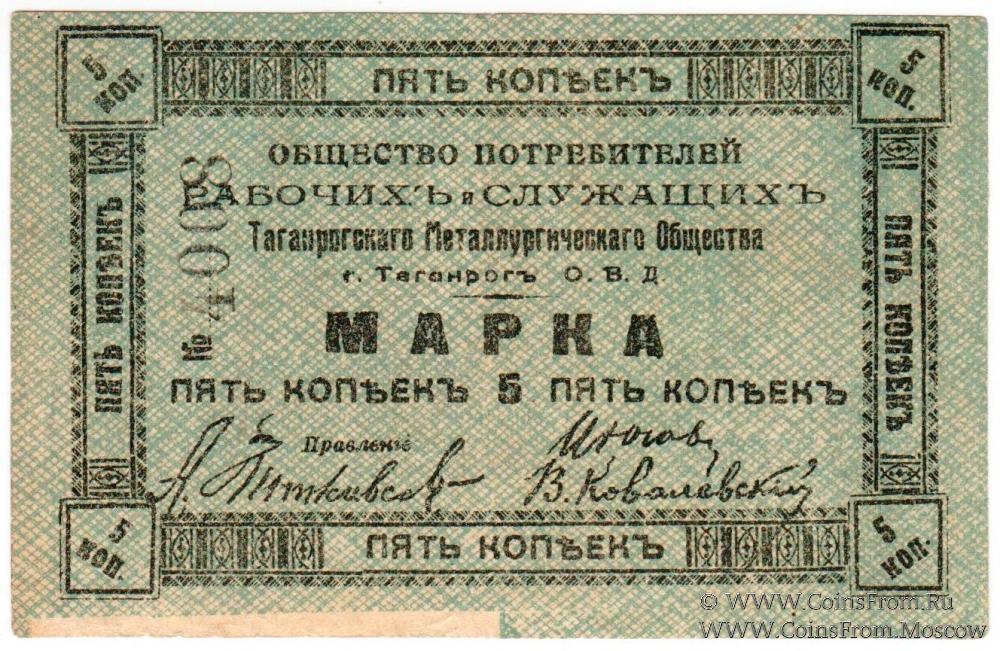 5 КОП.
ПЯТЬ КОПѢЕКЪ
5 КОП.
ОБЩЕСТВО ПОТРЕБИТЕЛЕЙ
РАБОЧИХЪ и СЛУЖАЩИХЪ
Таганрогскаго Металлургическаго Общества
г. Таганрогъ О. В. Д.
№ 4008
ПЯТЬ КОПѢЕКЪ
ПЯТЬ КОПѢЕКЪ
МАРКА
ПЯТЬ КОПѢЕКЪ 5 ПЯТЬ КОПѢЕКЪ
Правленіе
В. Ковалевскій
5 КОП.
ПЯТЬ КОПѢЕКЪ
5 КОП.
© WWW.CoinsFrom.Ru
WWW.CoinsFrom.Moscow